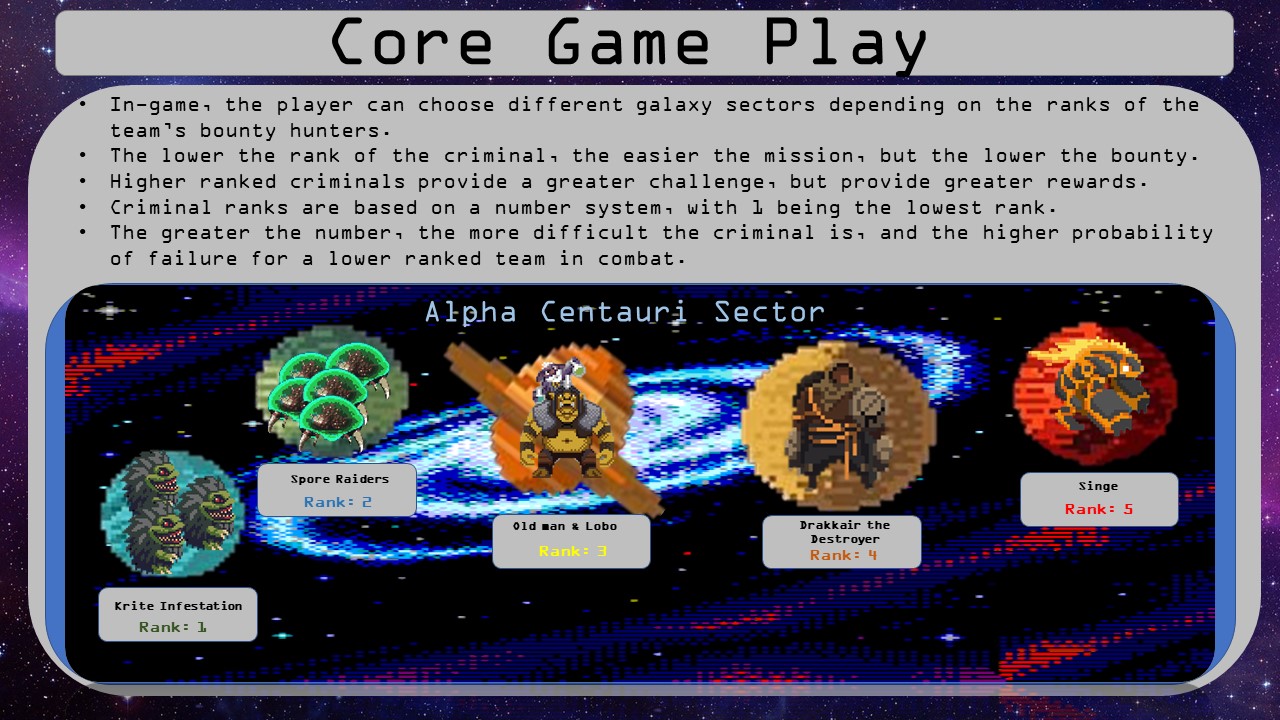 Core Game Play
• In-game, the player can choose different galaxy sectors depending on the ranks of the
team's bounty hunters.
• The lower the rank of the criminal, the easier the mission, but the lower the bounty.
• Higher ranked criminals provide a greater challenge, but provide greater rewards.
• Criminal ranks are based on a number system, with 1 being the lowest rank.
• The greater the number, the more difficult the criminal is, and the higher probability
of failure for a lower ranked team in combat.
Alpha Centauri Sector
Krite Infestation
Rank: 1
Spore Raiders
Rank: 2
Old man & Lobo
Rank: 3
Drakkair the
Destroyer
Rank: 4
Singe
Rank: 5